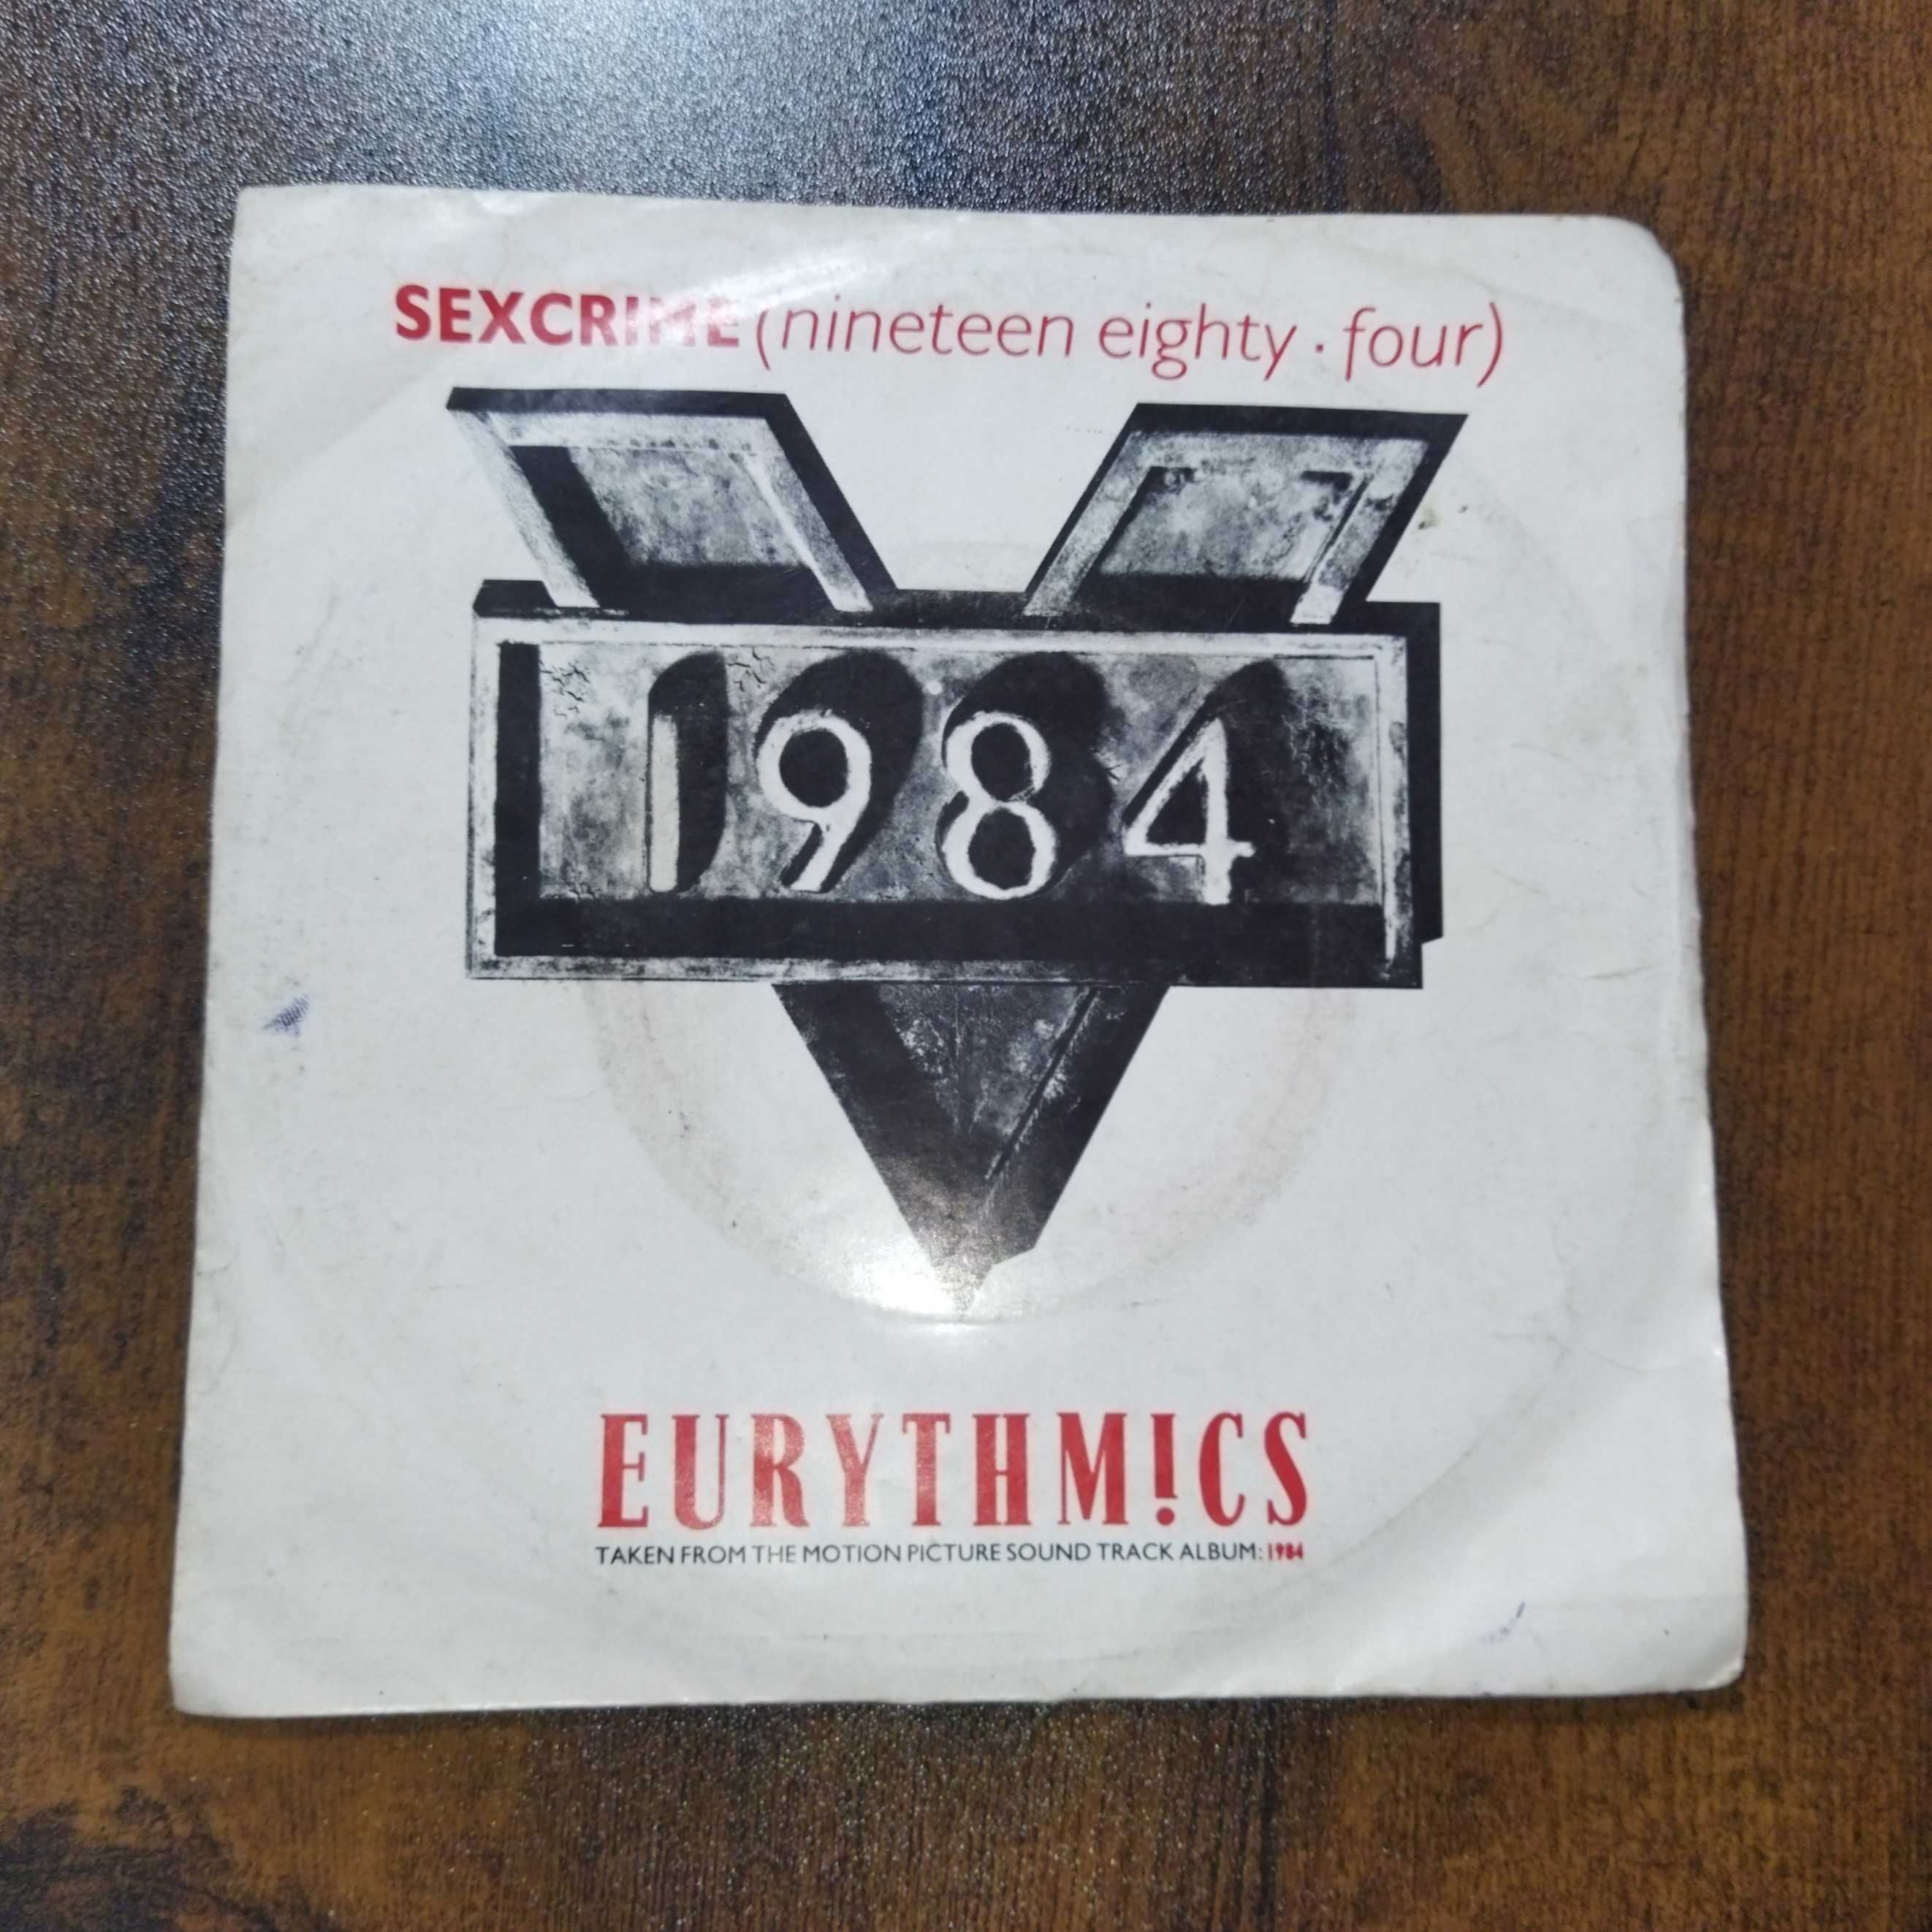 SEXCRIME (nineteen eighty · four)
1984
EURYTHM!CS
TAKEN FROM THE MOTION PICTURE SOUND TRACK ALBUM: 1984